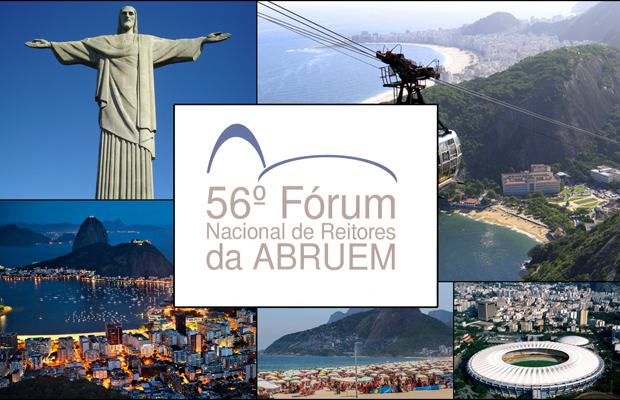 56º Fórum
Nacional de Reitores
da ABRUEM